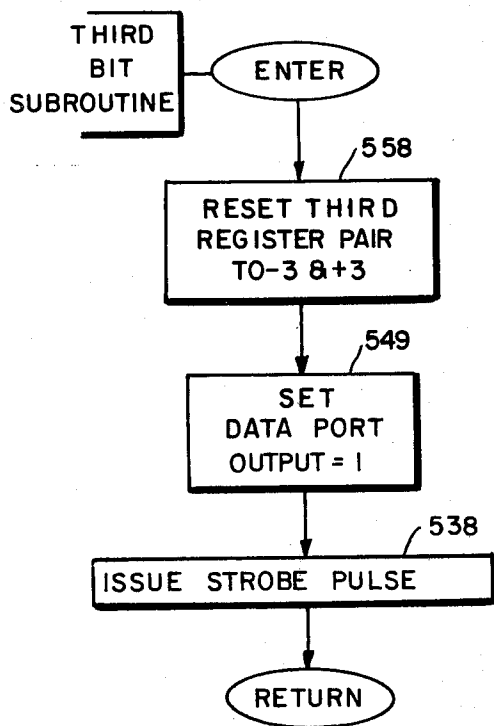 THIRD
BIT
SUBROUTINE
ENTER
558
RESET THIRD
REGISTER PAIR
TO-3 &+3
549
SET
DATA PORT
OUTPUT = 1
538
ISSUE STROBE PULSE
RETURN